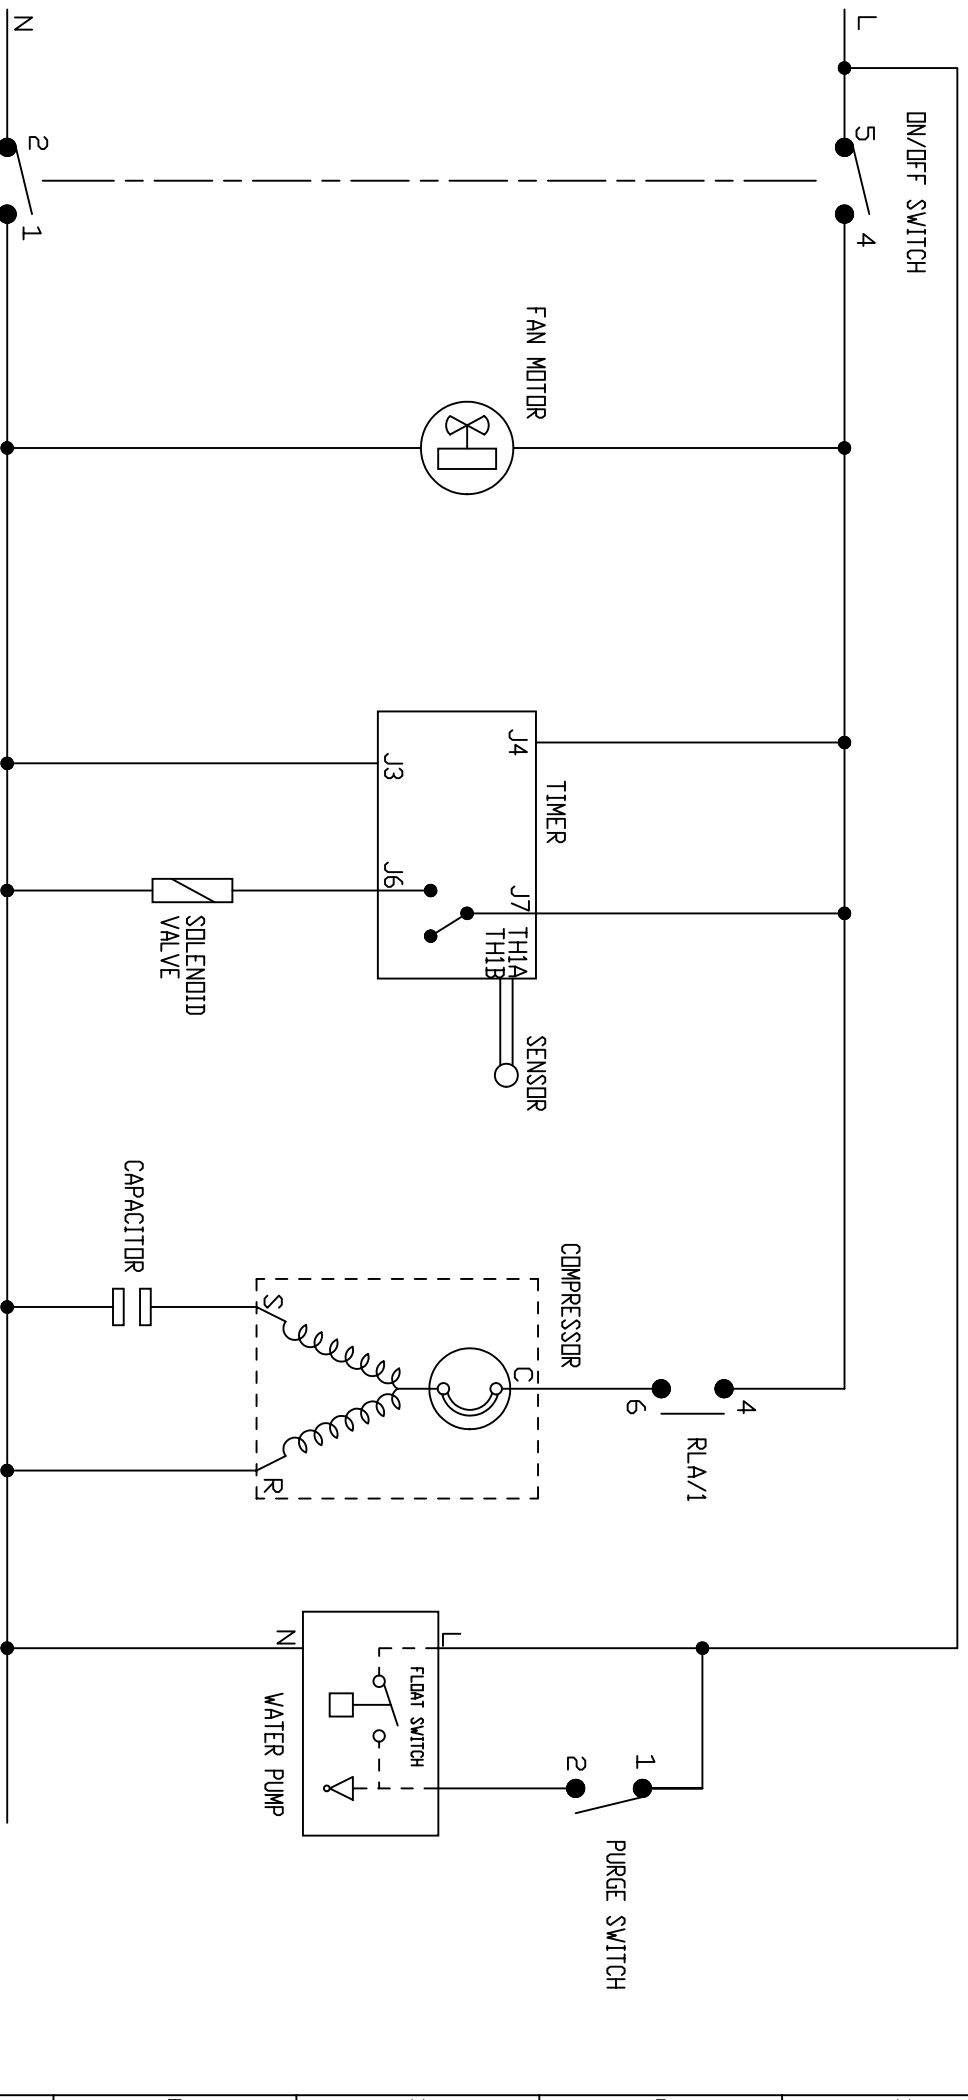 L
N
ON/OFF SWITCH
5
4
2
1
FAN MOTOR
TIMER
J4
J3
J7
J6
TH1A
TH1B
SENSOR
SOLENOID
VALVE
CAPACITOR
COMPRESSOR
C
S
R
4
6
RLA/1
L
N
FLOAT SWITCH
WATER PUMP
1
2
PURGE SWITCH